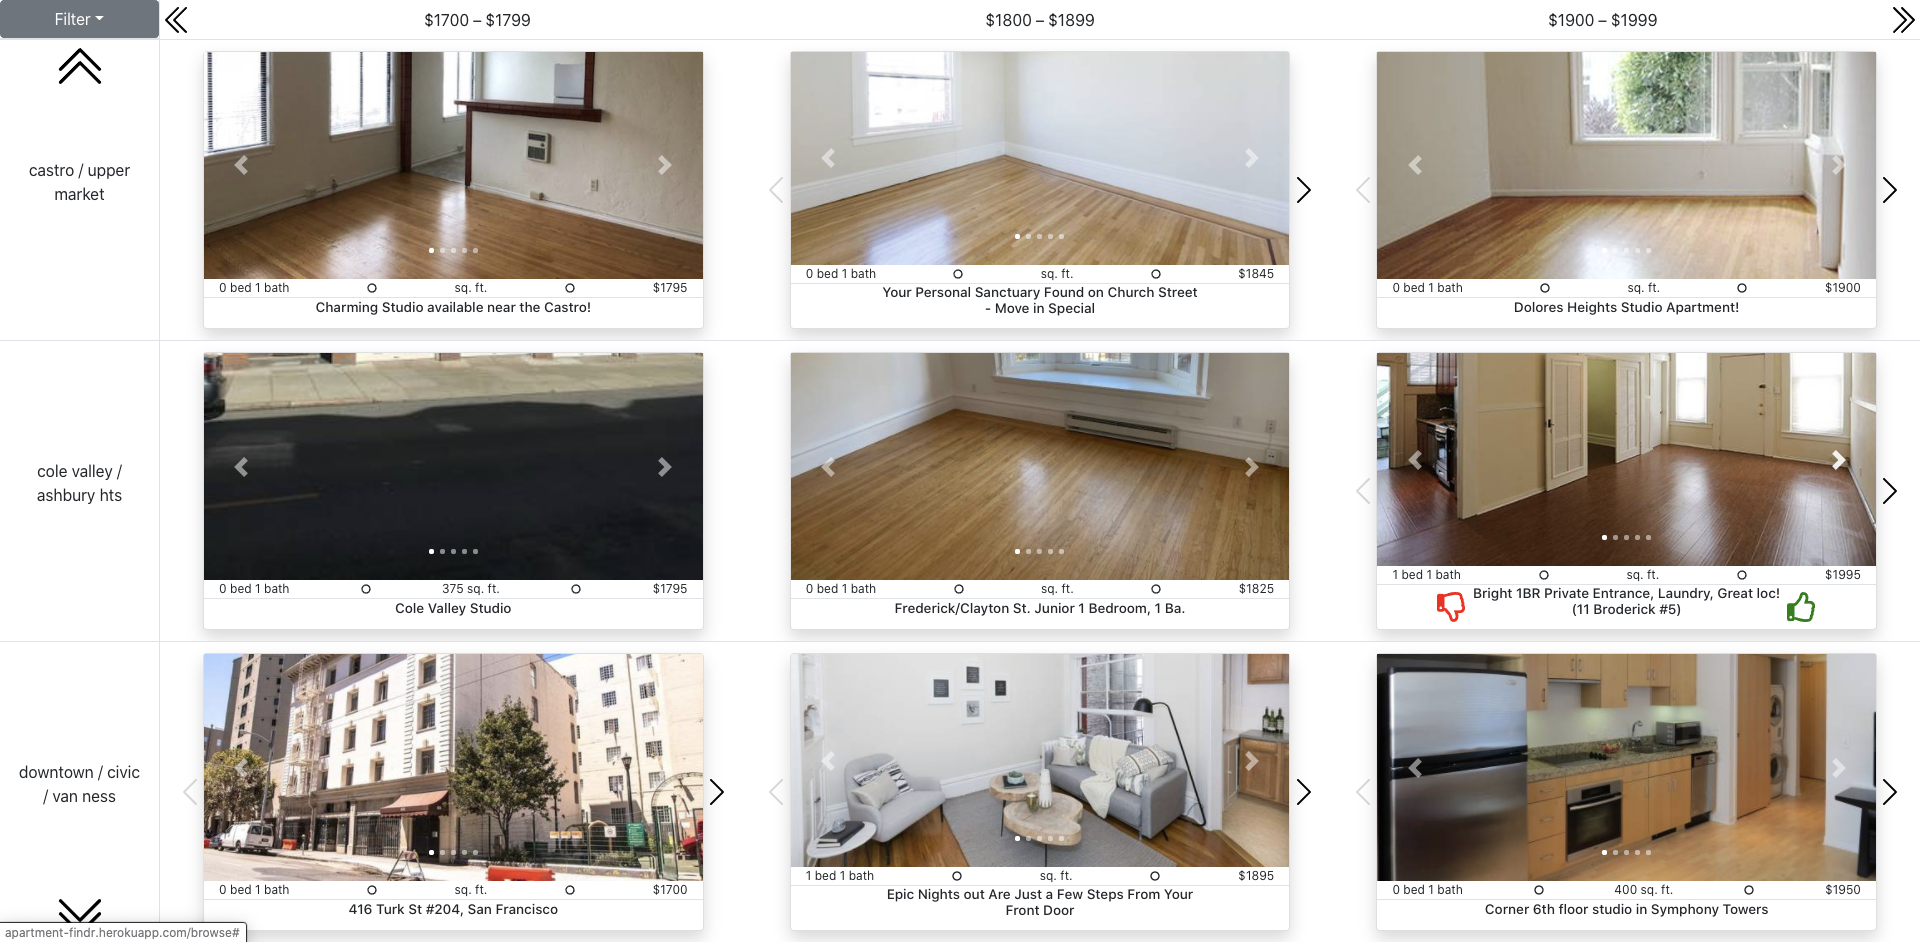 Filter
$1700 – $1799
$1800 – $1899
$1900 – $1999
castro / upper
market
0 bed 1 bath
sq. ft.
$1795
Charming Studio available near the Castro!
0 bed 1 bath
sq. ft.
$1845
Your Personal Sanctuary Found on Church Street
- Move in Special
0 bed 1 bath
sq. ft.
$1900
Dolores Heights Studio Apartment!
cole valley /
ashbury hts
0 bed 1 bath
375 sq. ft.
$1795
Cole Valley Studio
0 bed 1 bath
sq. ft.
$1825
Frederick/Clayton St. Junior 1 Bedroom, 1 Ba.
1 bed 1 bath
sq. ft.
$1995
Bright 1BR Private Entrance, Laundry, Great loc!
(11 Broderick #5)
downtown / civic
/ van ness
0 bed 1 bath
sq. ft.
$1700
416 Turk St #204, San Francisco
1 bed 1 bath
sq. ft.
$1895
Epic Nights out Are Just a Few Steps From Your
Front Door
0 bed 1 bath
400 sq. ft.
$1950
Corner 6th floor studio in Symphony Towers
apartment-findr.herokuapp.com/browse#